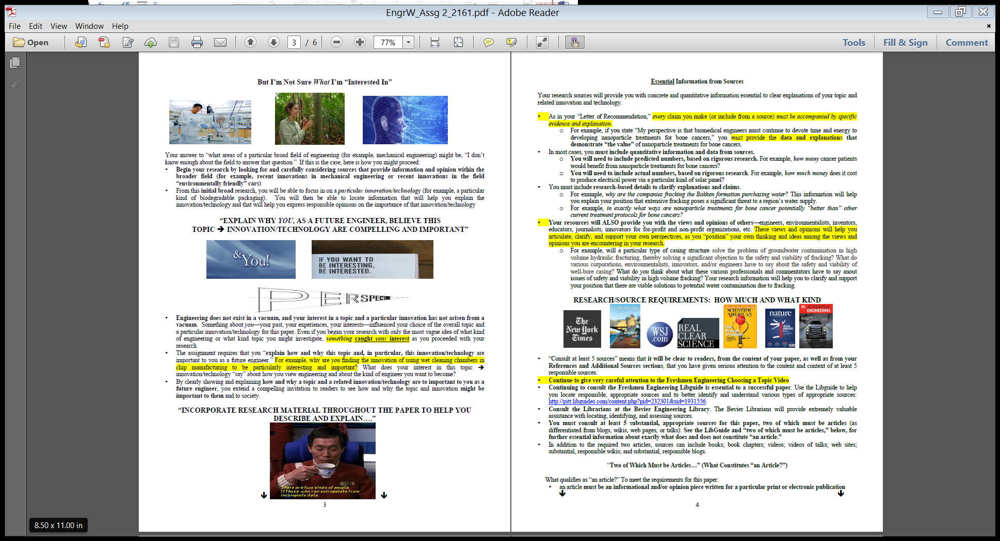 EngrW_Assg 2_2161.pdf - Adobe Reader
File Edit View Window Help
Open 3 / 6 77% Tools Fill & Sign Comment
But I’m Not Sure What I’m “Interested In”
Your answer to “what areas of a particular broad field of engineering (for example, mechanical engineering) might be, “I don’t
know enough about the field to answer that question.” If this is the case, here is how you might proceed:
• Begin your research by looking for and carefully considering sources that provide information and opinion within the
broader field (for example, recent innovations in mechanical engineering or recent innovations in the field
“environmentally friendly” cars)
• From this initial broad research, you will be able to focus in on a particular innovation/technology (for example, a particular
kind of biodegradable packaging). You will then be able to locate information that will help you explain the
innovation/technology and that will help you express responsible opinions on the importance of that innovation/technology
“EXPLAIN WHY YOU, AS A FUTURE ENGINEER, BELIEVE THIS
TOPIC ➔ INNOVATION/TECHNOLOGY ARE COMPELLING AND IMPORTANT”
& You!
IF YOU WANT TO
BE INTERESTING,
BE INTERESTED.
PERSPECTIVE
• Engineering does not exist in a vacuum, and your interest in a topic and a particular innovation has not arisen from a
vacuum. Something about you—your past, your experiences, your interests—influenced your choice of the overall topic and
a particular innovation/technology for this paper. Even if you began your research with only the most vague idea of what kind
of engineering or what kind topic you might investigate, something caught your interest as you proceeded with your
research.
• The assignment requires that you “explain how and why this topic and, in particular, this innovation/technology are
important to you as a future engineer.” For example, why are you finding the innovation of using wet cleaning chambers in
chip manufacturing to be particularly interesting and important? What does your interest in this topic ➔
innovation/technology “say” about how you view engineering and about the kind of engineer you want to become?
• By clearly showing and explaining how and why a topic and a related innovation/technology are to important to you as a
future engineer, you extend a compelling invitation to readers to see how and why the topic and innovation might be
important to them and to society.
“INCORPORATE RESEARCH MATERIAL THROUGHOUT THE PAPER TO HELP YOU
DESCRIBE AND EXPLAIN….”
There are two kinds of people.
1) Those who can extrapolate from
incomplete data.
3
Essential Information from Sources
Your research sources will provide you with concrete and quantitative information essential to clear explanations of your topic and
related innovation and technology.
• As in your “Letter of Recommendation,” every claim you make (or include from a source) must be accompanied by specific
evidence and explanation.
o For example, if you state “My perspective is that biomedical engineers must continue to devote time and energy to
developing nanoparticle treatments for bone cancers,” you must provide the data and explanations that
demonstrate “the value” of nanoparticle treatments for bone cancers.
• In most cases, you must include quantitative information and data from sources.
o You will need to include predicted numbers, based on rigorous research. For example, how many cancer patients
would benefit from nanoparticle treatments for bone cancers?
o You will need to include actual numbers, based on rigorous research. For example, how much money does it cost
to produce electrical power via a particular kind of solar panel?
• You must include research-based details to clarify explanations and claims.
o For example, why are the companies fracking the Bakken formation purchasing water? This information will help
you explain your position that extensive fracking poses a significant threat to a region’s water supply.
o For example, in exactly what ways are nanoparticle treatments for bone cancer potentially “better than” other
current treatment protocols for bone cancers?
• Your resources will ALSO provide you with the views and opinions of others—engineers, environmentalists, inventors,
educators, journalists, innovators for for-profit and non-profit organizations, etc. These views and opinions will help you
articulate, clarify, and support your own perspectives, as you “position” your own thinking and ideas among the views and
opinions you are encountering in your research.
o For example, will a particular type of casing structure solve the problem of groundwater contamination in high
volume hydraulic fracturing, thereby solving a significant objection to the safety and viability of fracking? What do
various corporations, environmentalists, innovators, and/or engineers have to say about the safety and viability of
well-bore casing? What do you think about what these various professionals and commentators have to say anout
issues of safety and viability in high volume fracking? Your research information will help you to clarify and support
your position that there are viable solutions to potential water contamination due to fracking.
RESEARCH/SOURCE REQUIREMENTS: HOW MUCH AND WHAT KIND
The
New York
Times
Civil Engineering
WSJ
.com
REAL
CLEAR
SCIENCE
SCIENTIFIC
AMERICAN
The
Proton
Problem
nature
AUTOMOTIVE
ENGINEERING
• “Consult at least 5 sources” means that it will be clear to readers, from the content of your paper, as well as from your
References and Additional Sources sections, that you have given serious attention to the content and context of at least 5
responsible sources.
• Continue to give very careful attention to the Freshmen Engineering Choosing a Topic Video
• Continuing to consult the Freshmen Engineering Libguide is essential to a successful paper. Use the Libguide to help
you locate responsible, appropriate sources and to better identify and understand various types of appropriate sources:
http://pitt.libguides.com/content.php?pid=232301&sid=1931556.
• Consult the Librarians at the Bevier Engineering Library. The Bevier Librarians will provide extremely valuable
assistance with locating, identifying, and assessing sources.
• You must consult at least 5 substantial, appropriate sources for this paper, two of which must be articles (as
differentiated from blogs, wikis, web pages, or talks). See the LibGuide and “two of which must be articles,” below, for
further essential information about exactly what does and does not constitute “an article.”
• In addition to the required two articles, sources can include books; book chapters; videos; videos of talks; web sites;
substantial, responsible wikis; and substantial, responsible blogs.
“Two of Which Must be Articles…” (What Constitutes “an Article?”)
What qualifies as “an article?” To meet the requirements for this paper:
• an article must be an informational and/or opinion piece written for a particular print or electronic publication
4
8.50 x 11.00 in